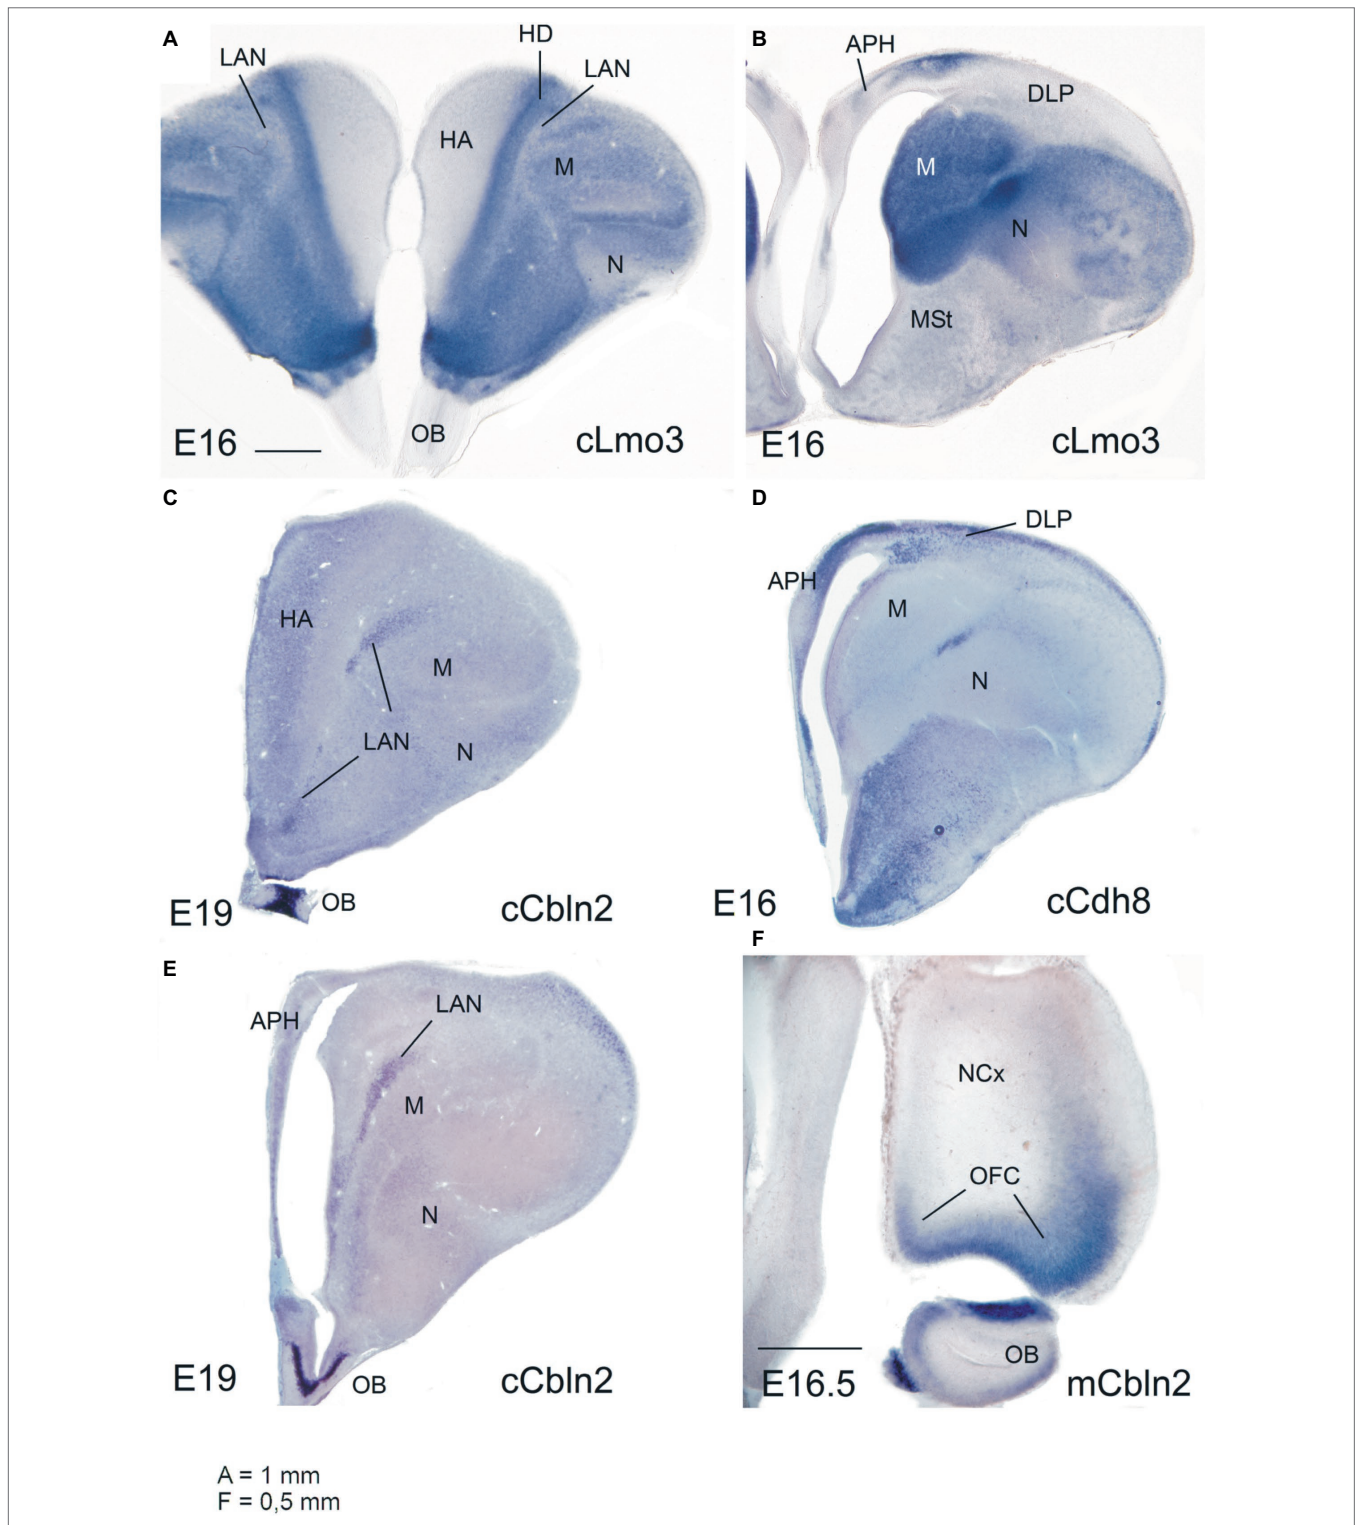 A
LAN
HD
LAN
HA
M
N
OB
E16
cLmo3
B
APH
DLP
M
N
MSt
E16
cLmo3
C
HA
M
LAN
N
E19
OB
cCbln2
D
DLP
APH
M
N
E16
cCdh8
E
LAN
APH
M
N
E19
OB
cCbln2
F
NCx
OFC
OB
E16.5
mCbln2
A = 1 mm
F = 0,5 mm